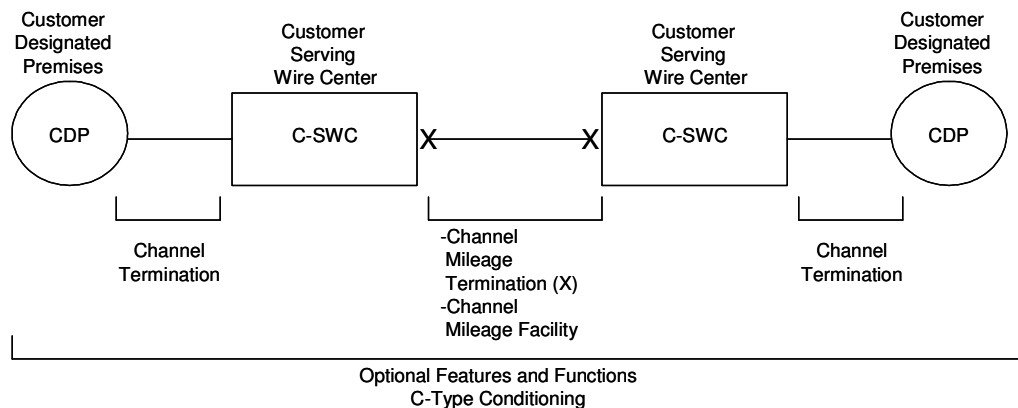 Customer
Designated
Premises
Customer
Serving
Wire Center
Customer
Serving
Wire Center
Customer
Designated
Premises
CDP
C-SWC
X
X
C-SWC
CDP
Channel
Termination
-Channel
Mileage
Termination (X)
-Channel
Mileage Facility
Channel
Termination
Optional Features and Functions
C-Type Conditioning